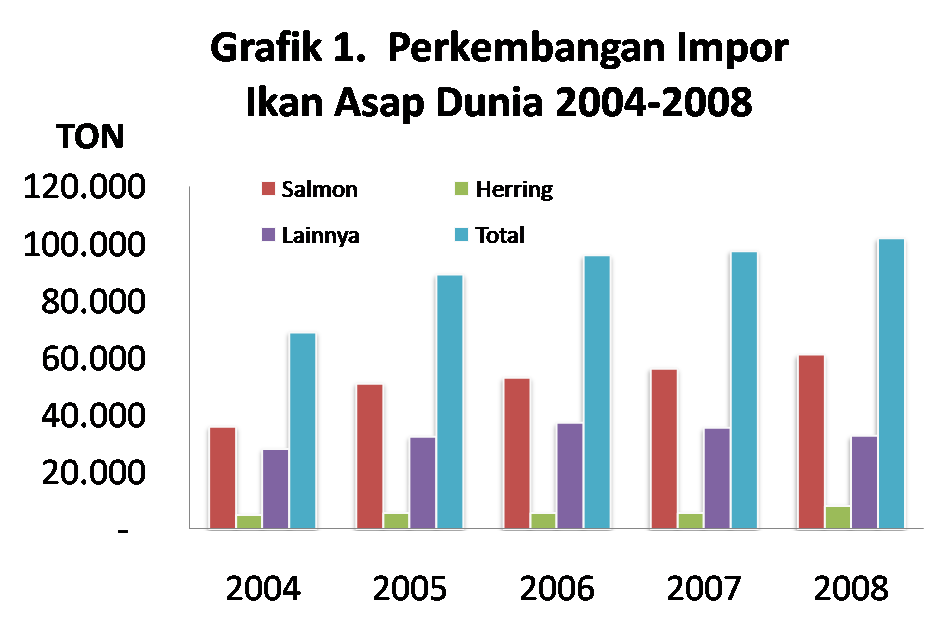 Grafik 1.  Perkembangan Impor
Ikan Asap Dunia 2004-2008
TON
120.000
100.000
80.000
60.000
40.000
20.000
-
Salmon
Herring
Lainnya
Total
2004
2005
2006
2007
2008